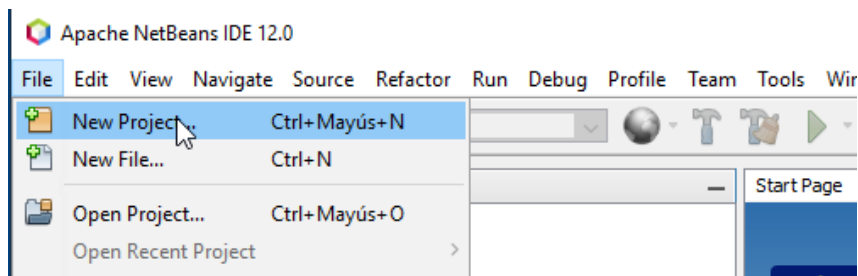 Apache NetBeans IDE 12.0
File Edit View Navigate Source Refactor Run Debug Profile Team Tools Wir
New Project... Ctrl+Mayús+N
New File... Ctrl+N
Start Page
Open Project... Ctrl+Mayús+O
Open Recent Project